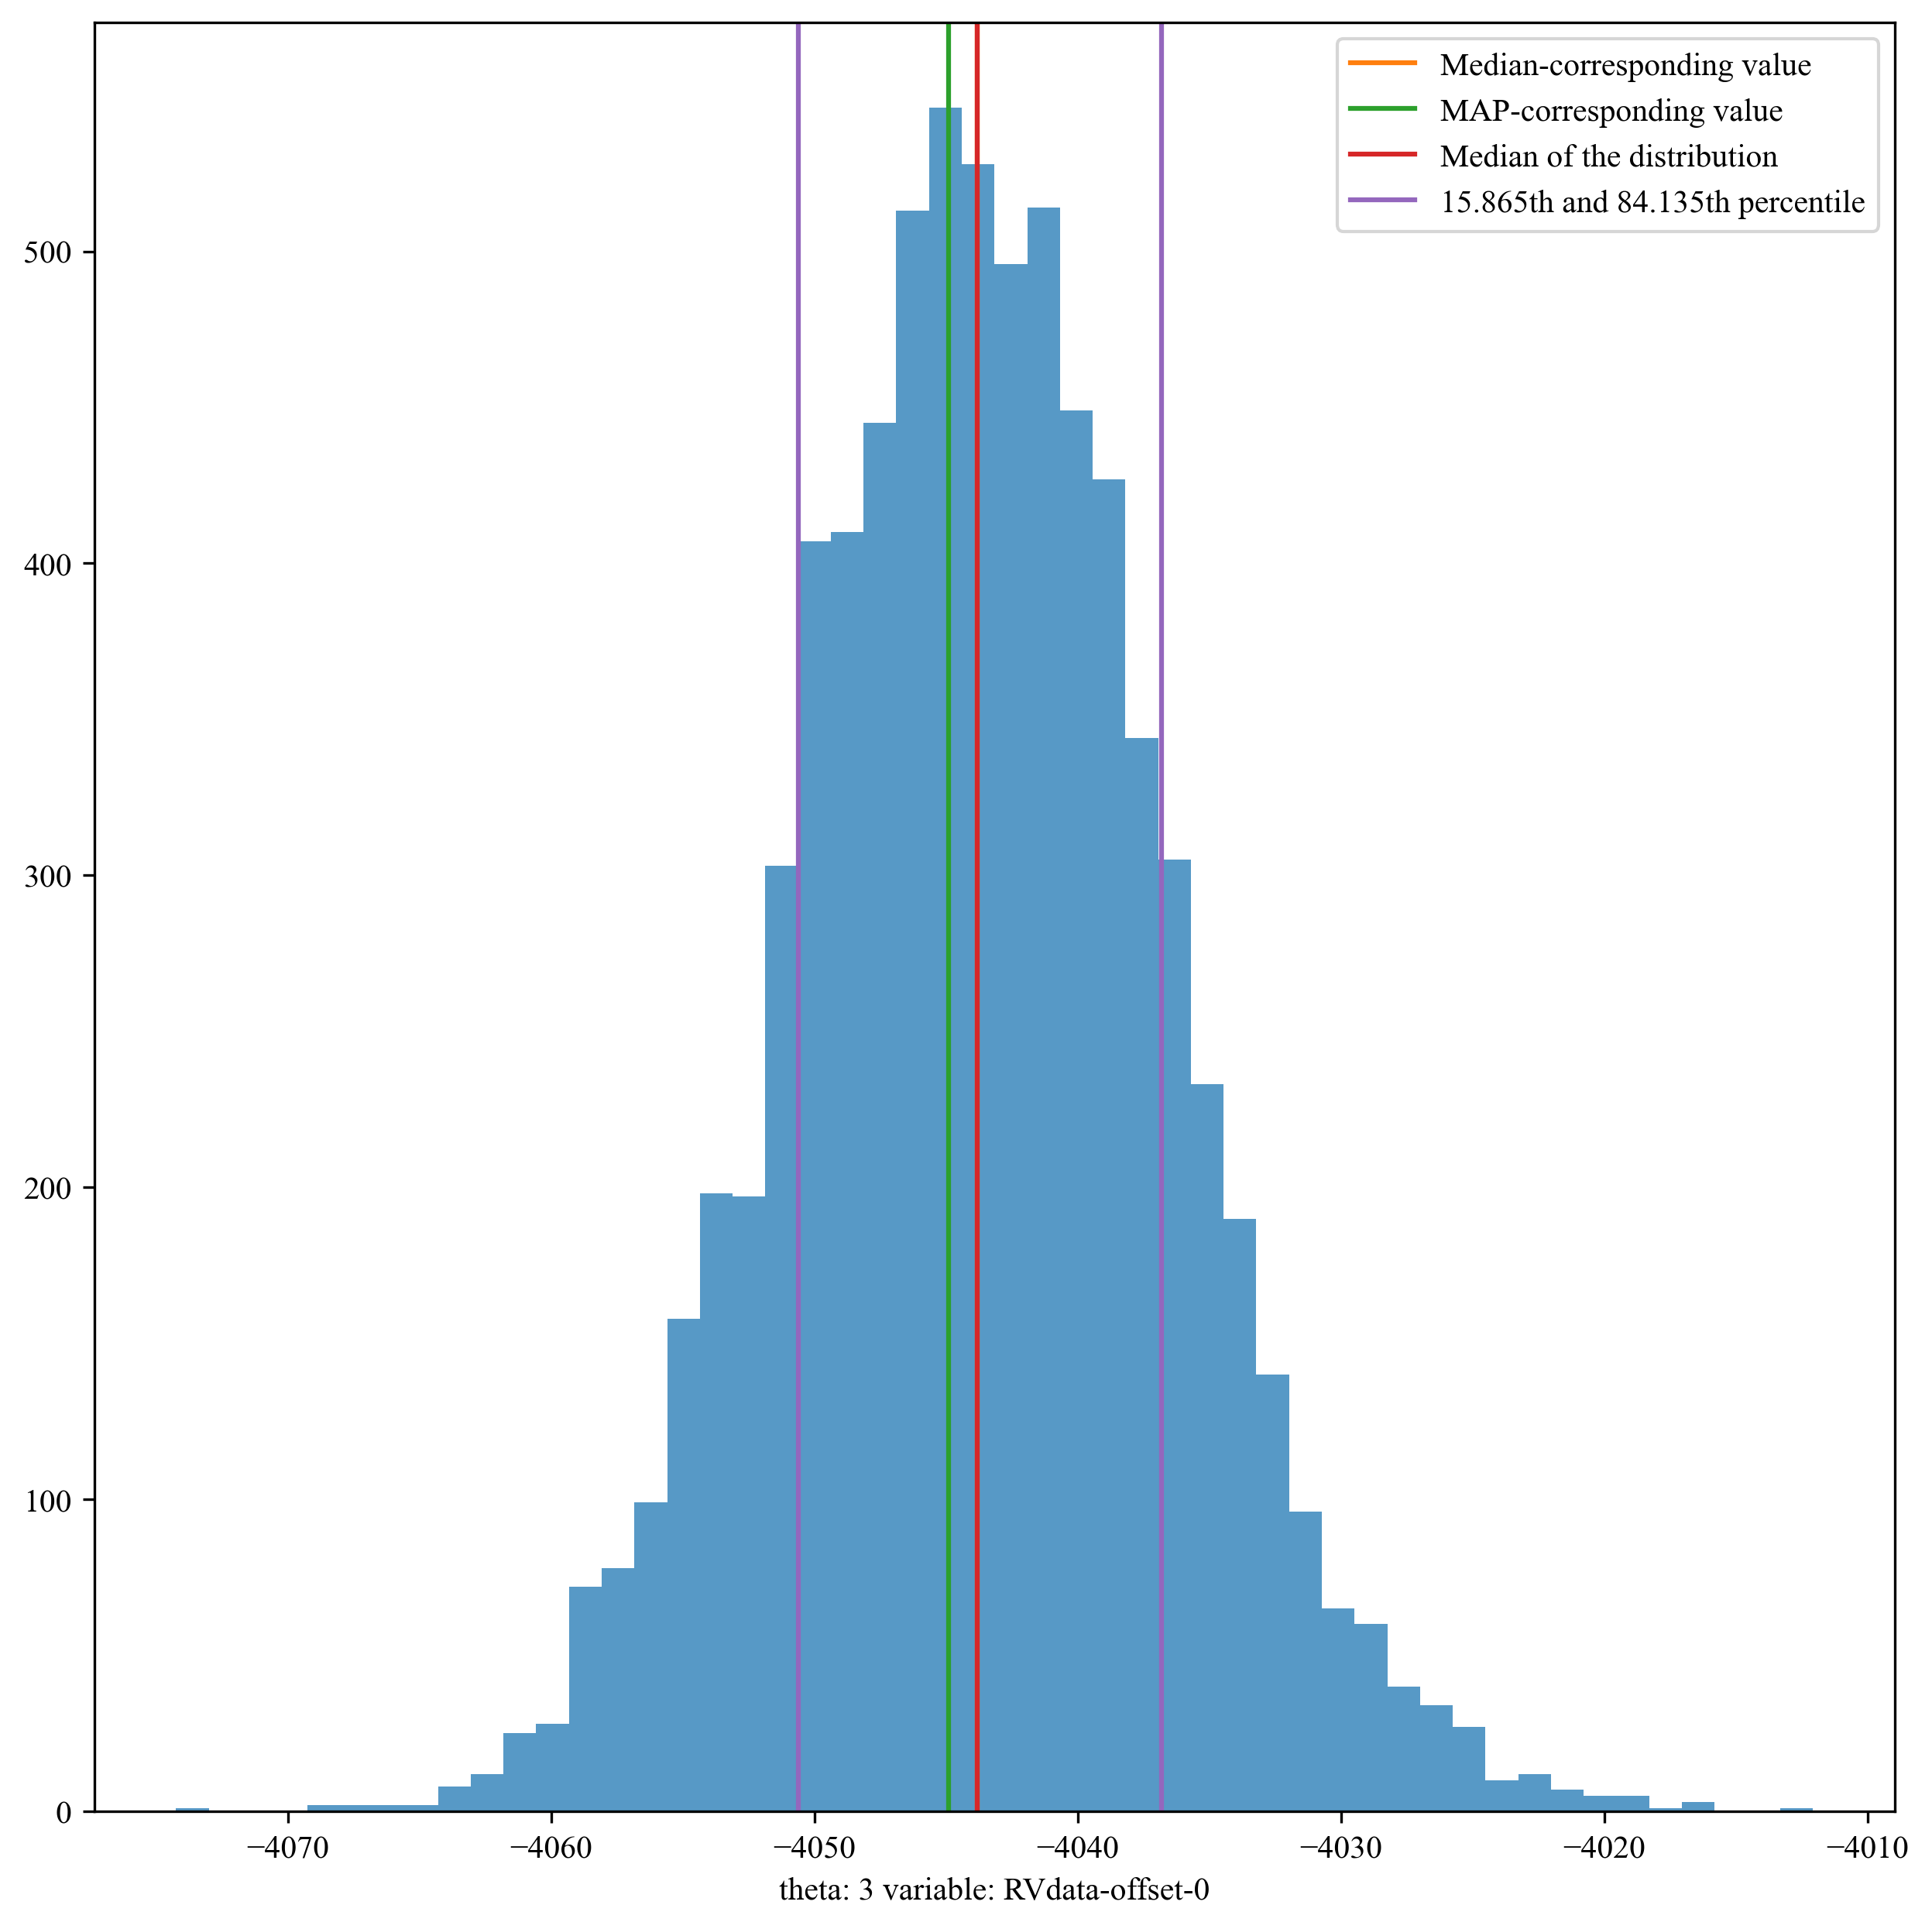 Median-corresponding value
MAP-corresponding value
Median of the distribution
15.865th and 84.135th percentile
500
400
300
200
100
0
−4070 −4060 −4050 −4040 −4030 −4020 −4010
theta: 3 variable: RVdata-offset-0